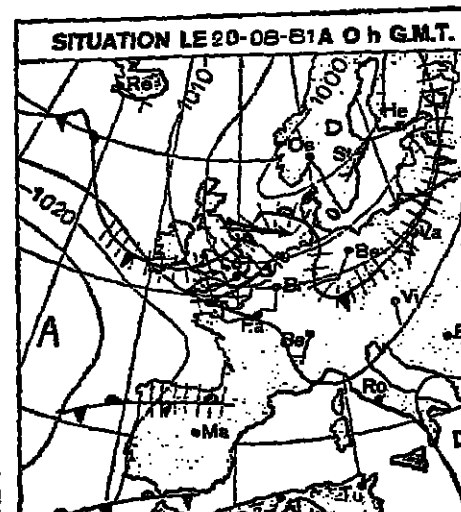 SITUATION LE 20-08-81 A 0 h G.M.T.
Re
1010
1000
He
Os
D
St
1020
Va
Be
Br
Vi
Pa
A
Ro
Ma
D